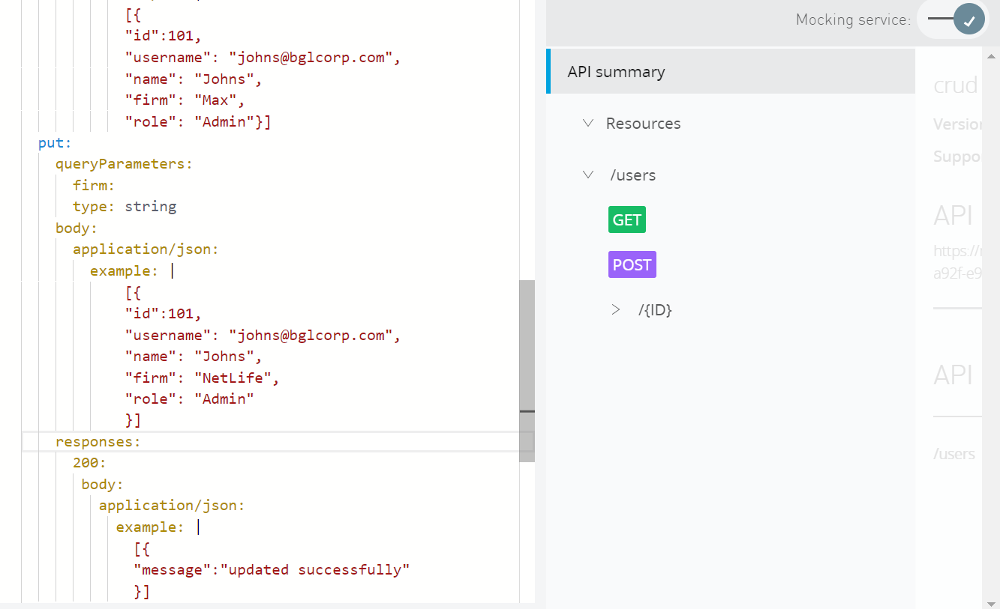 [{
"id":101,
"username": "johns@bglcorp.com",
"name": "Johns",
"firm": "Max",
"role": "Admin"}]
put:
queryParameters:
firm:
type: string
body:
application/json:
example: |
[{
"id":101,
"username": "johns@bglcorp.com",
"name": "Johns",
"firm": "NetLife",
"role": "Admin"
}]
responses:
200:
body:
application/json:
example: |
[{
"message":"updated successfully"
}]
Mocking service:
API summary
Resources
/users
GET
POST
/{ID}
crud
Version
Suppo
API
https://
a92f-e9
API
/users